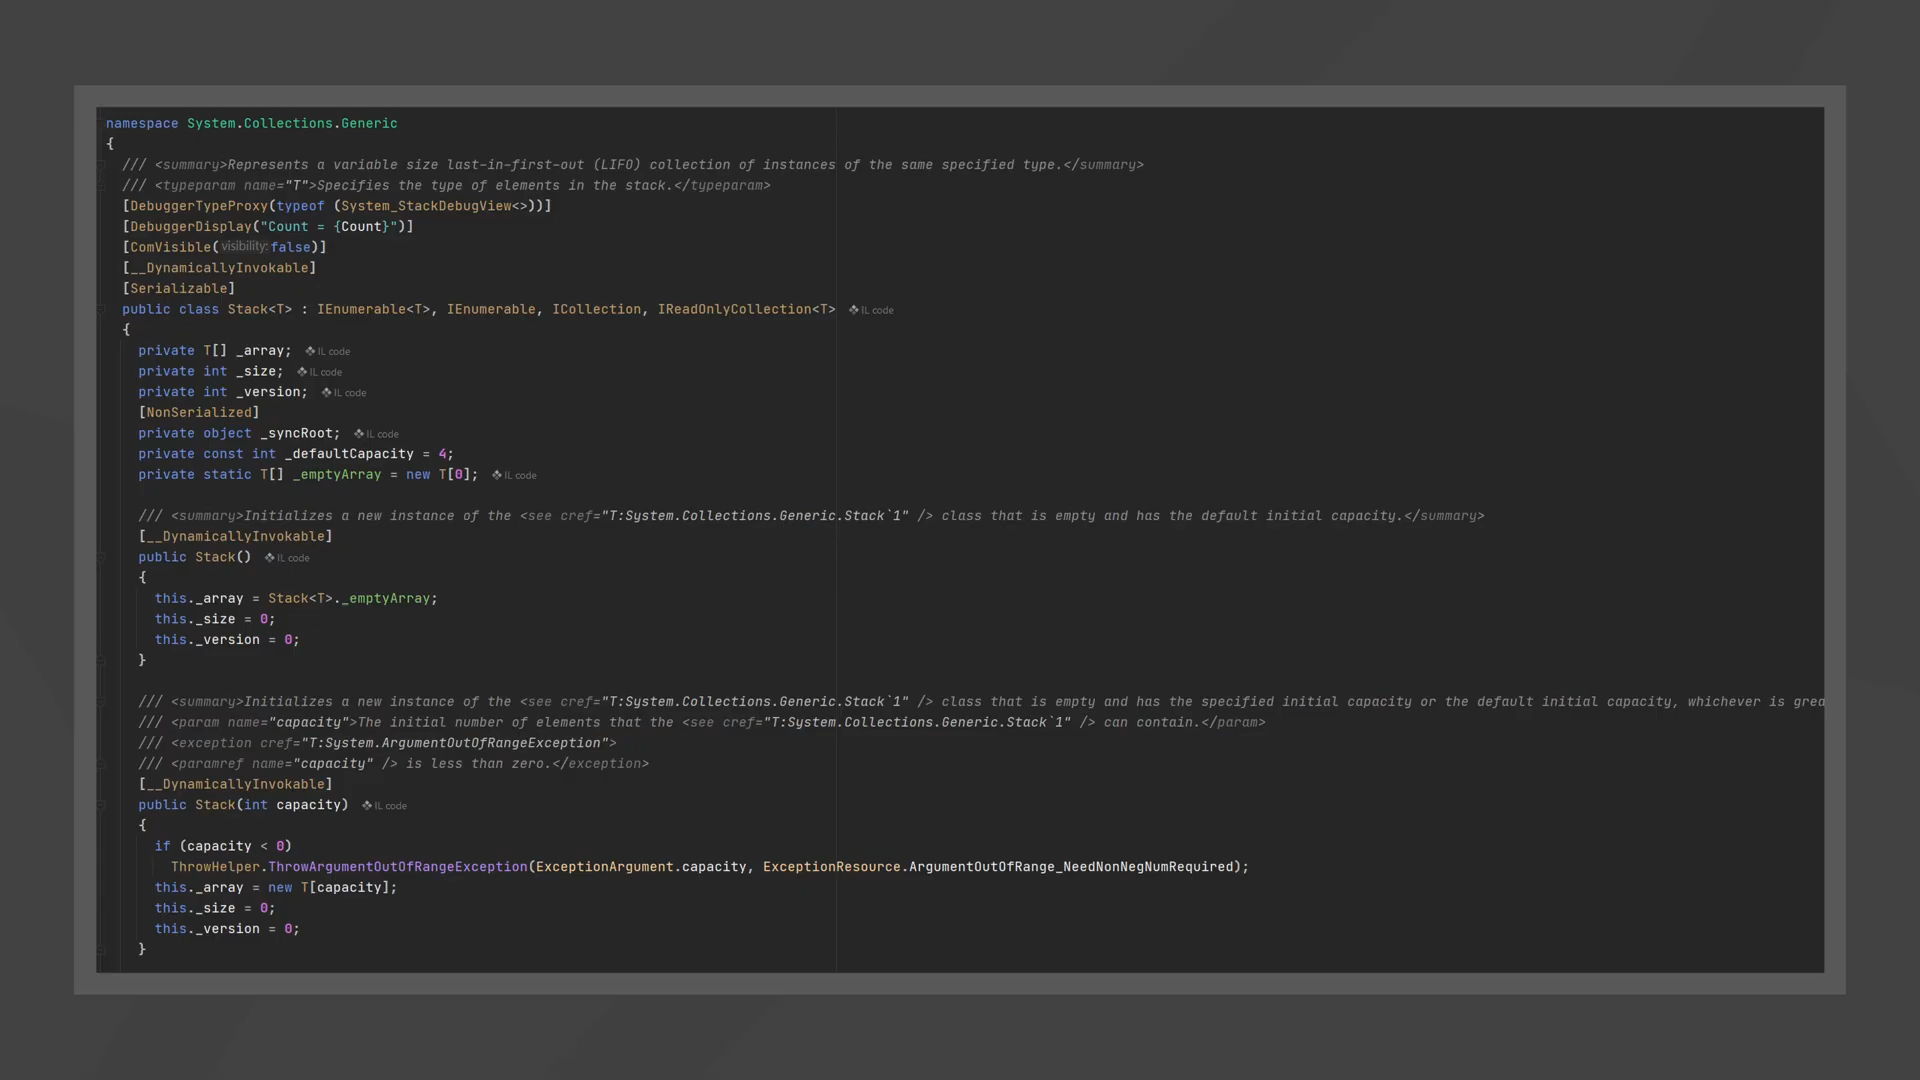 namespace System.Collections.Generic
{
/// <summary>Represents a variable size last-in-first-out (LIFO) collection of instances of the same specified type.</summary>
/// <typeparam name="T">Specifies the type of elements in the stack.</typeparam>
[DebuggerTypeProxy(typeof (System_StackDebugView<>))]
[DebuggerDisplay("Count = {Count}")]
[ComVisible(visibility: false)]
[__DynamicallyInvokable]
[Serializable]
public class Stack<T> : IEnumerable<T>, IEnumerable, ICollection, IReadOnlyCollection<T> IL code
{
private T[] _array; IL code
private int _size; IL code
private int _version; IL code
[NonSerialized]
private object _syncRoot; IL code
private const int _defaultCapacity = 4;
private static T[] _emptyArray = new T[0]; IL code
/// <summary>Initializes a new instance of the <see cref="T:System.Collections.Generic.Stack`1" /> class that is empty and has the default initial capacity.</summary>
[__DynamicallyInvokable]
public Stack() IL code
{
this._array = Stack<T>._emptyArray;
this._size = 0;
this._version = 0;
}
/// <summary>Initializes a new instance of the <see cref="T:System.Collections.Generic.Stack`1" /> class that is empty and has the specified initial capacity or the default initial capacity, whichever is grea
/// <param name="capacity">The initial number of elements that the <see cref="T:System.Collections.Generic.Stack`1" /> can contain.</param>
/// <exception cref="T:System.ArgumentOutOfRangeException">
/// <paramref name="capacity" /> is less than zero.</exception>
[__DynamicallyInvokable]
public Stack(int capacity) IL code
{
if (capacity < 0)
ThrowHelper.ThrowArgumentOutOfRangeException(ExceptionArgument.capacity, ExceptionResource.ArgumentOutOfRange_NeedNonNegNumRequired);
this._array = new T[capacity];
this._size = 0;
this._version = 0;
}